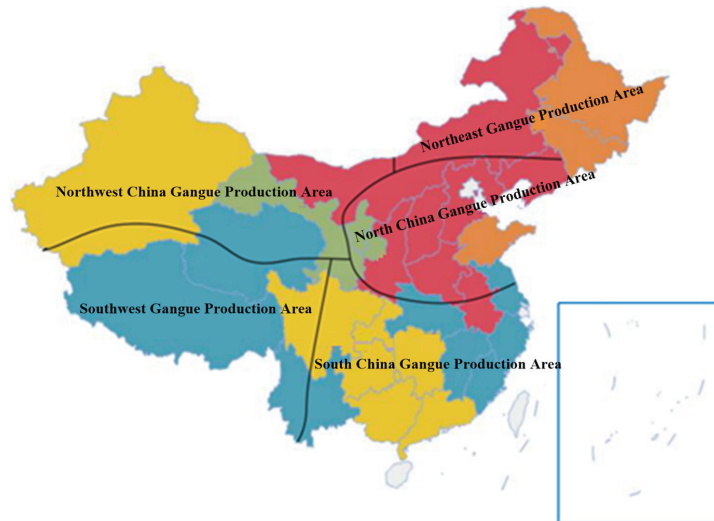 Northeast Gangue Production Area
Northwest China Gangue Production Area
North China Gangue Production Area
Southwest Gangue Production Area
South China Gangue Production Area